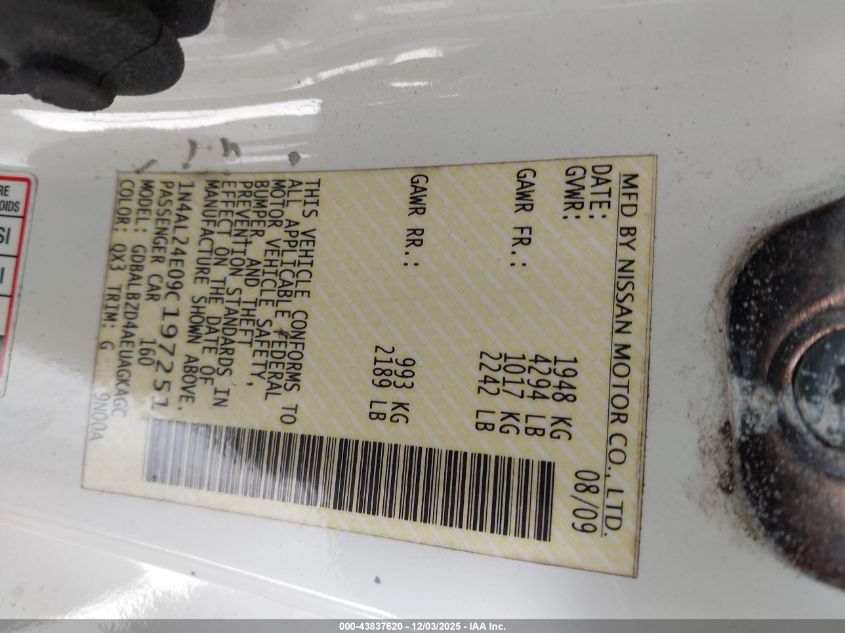 MFD BY NISSAN MOTOR CO., LTD.
DATE: 08/09
GVWR: 1948 KG
4294 LB
GAWR FR.: 1017 KG
2242 LB
GAWR RR.: 993 KG
2189 LB
THIS VEHICLE CONFORMS TO
ALL APPLICABLE FEDERAL
MOTOR VEHICLE SAFETY,
BUMPER, AND THEFT
PREVENTION STANDARDS IN
EFFECT ON THE DATE OF
MANUFACTURE SHOWN ABOVE.
1N4AL24E09C197251
PASSENGER CAR 160
MODEL: GDBALBZD4AEUAGKAGC
COLOR: QX3 TRIM: G 9N00A
RE
OIDS
SI
I
000-43837620 - 12/03/2025 - IAA Inc.